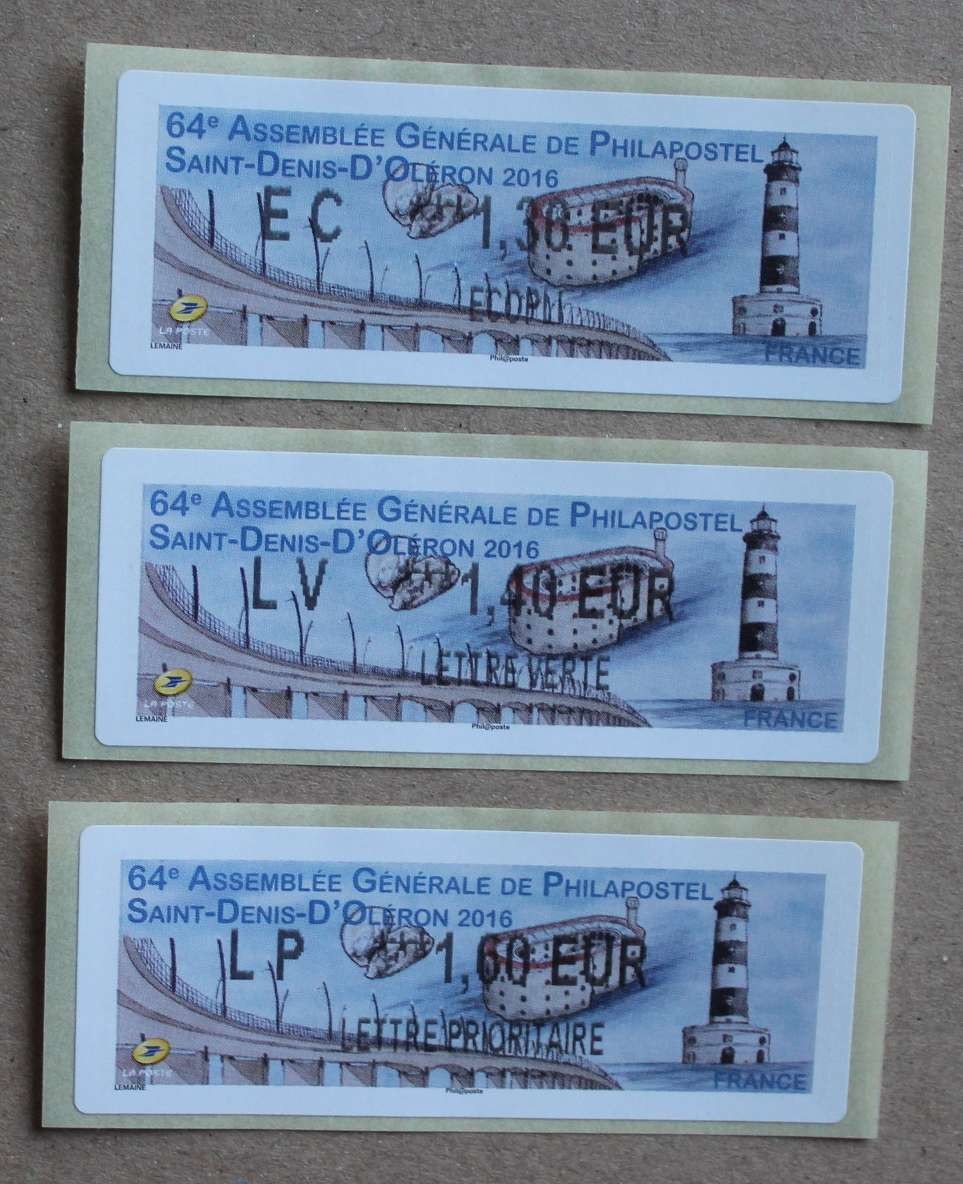 64e ASSEMBLÉE GÉNÉRALE DE PHILAPOSTEL
SAINT-DENIS-D'OLÉRON 2016
EC 1,30 EUR
LA POSTE
LEMAINE
Phil@poste
FRANCE
64e ASSEMBLÉE GÉNÉRALE DE PHILAPOSTEL
SAINT-DENIS-D'OLÉRON 2016
LV 1,40 EUR
LETTRE VERTE
LA POSTE
LEMAINE
Phil@poste
FRANCE
64e ASSEMBLÉE GÉNÉRALE DE PHILAPOSTEL
SAINT-DENIS-D'OLÉRON 2016
LP 1,60 EUR
LETTRE PRIORITAIRE
LA POSTE
LEMAINE
Phil@poste
FRANCE